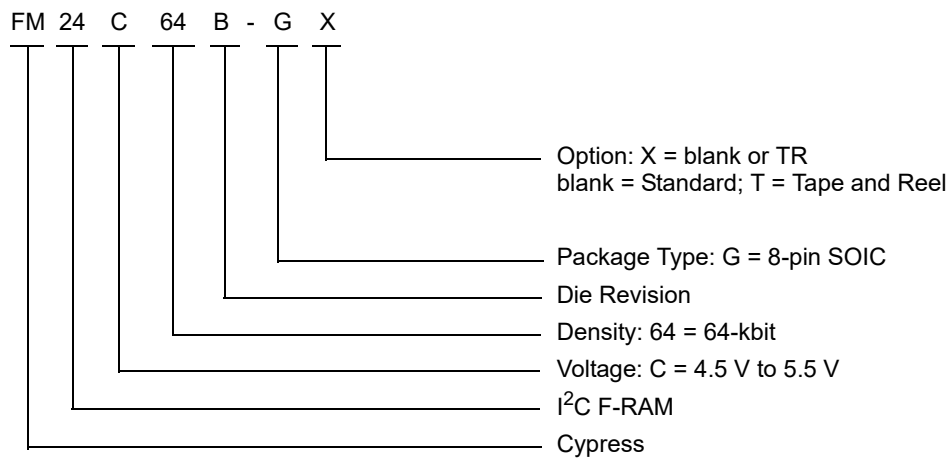 FM 24 C 64 B - G X
Option: X = blank or TR
blank = Standard; T = Tape and Reel
Package Type: G = 8-pin SOIC
Die Revision
Density: 64 = 64-kbit
Voltage: C = 4.5 V to 5.5 V
I²C F-RAM
Cypress